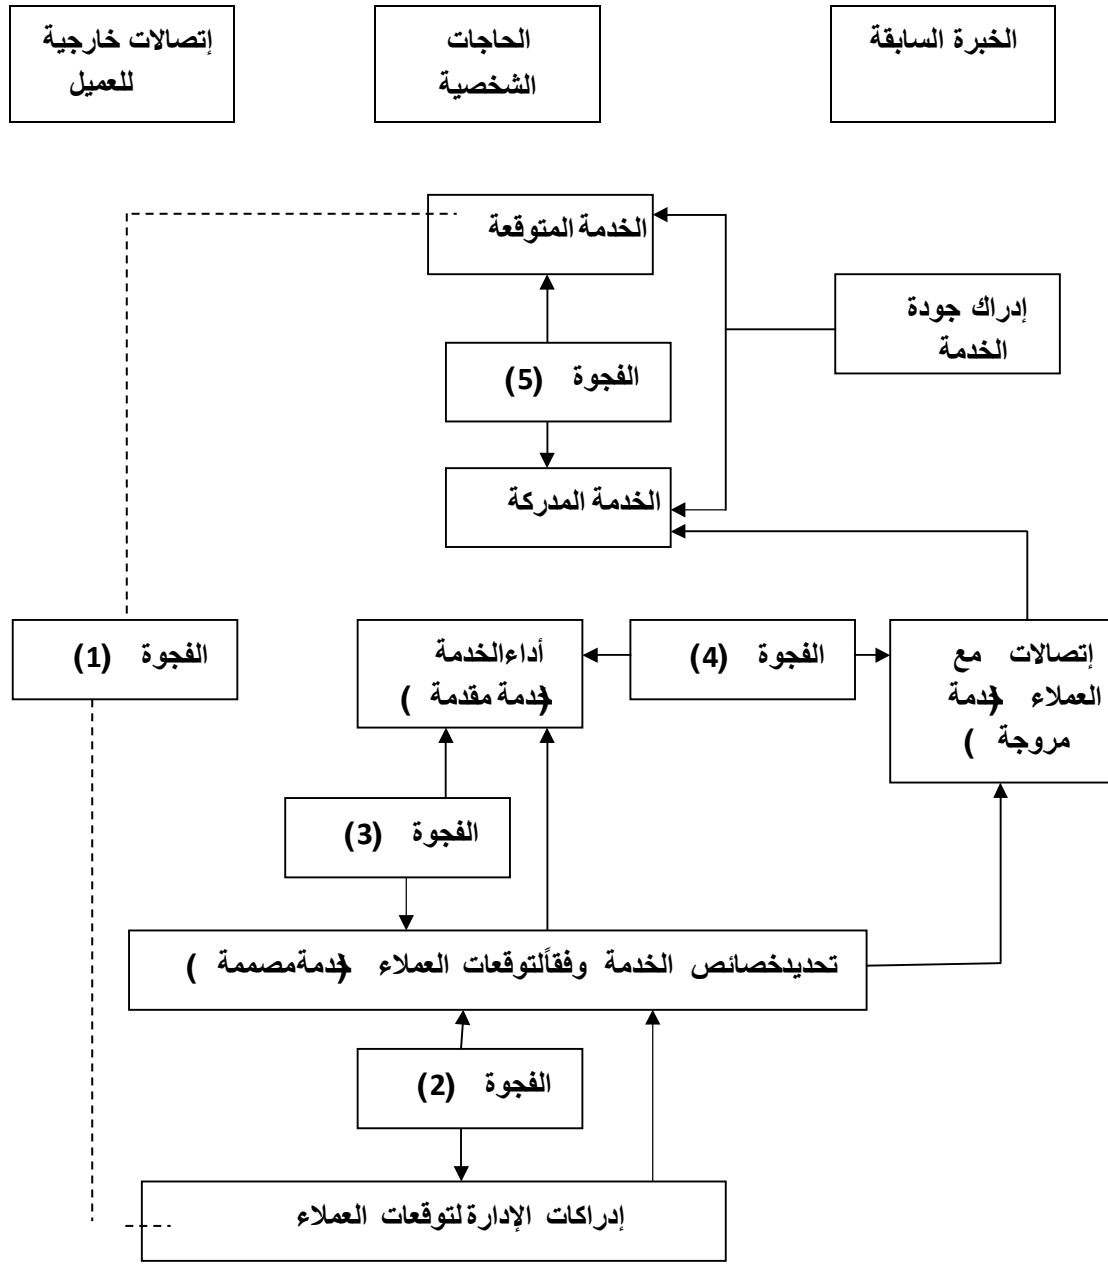 الخبرة السابقة
الحاجات
الشخصية
إتصالات خارجية
للعميل
الخدمة المتوقعة
إدراك جودة
الخدمة
الفجوة (5)
الخدمة المدركة
إتصالات مع
العملاء (خدمة
مروجة )
الفجوة (4)
أداءالخدمة
(خدمة مقدمة )
الفجوة (1)
الفجوة (3)
تحديدخصائص الخدمة وفقاًلتوقعات العملاء (خدمةمصممة )
الفجوة (2)
إدراكات الإدارة لتوقعات العملاء